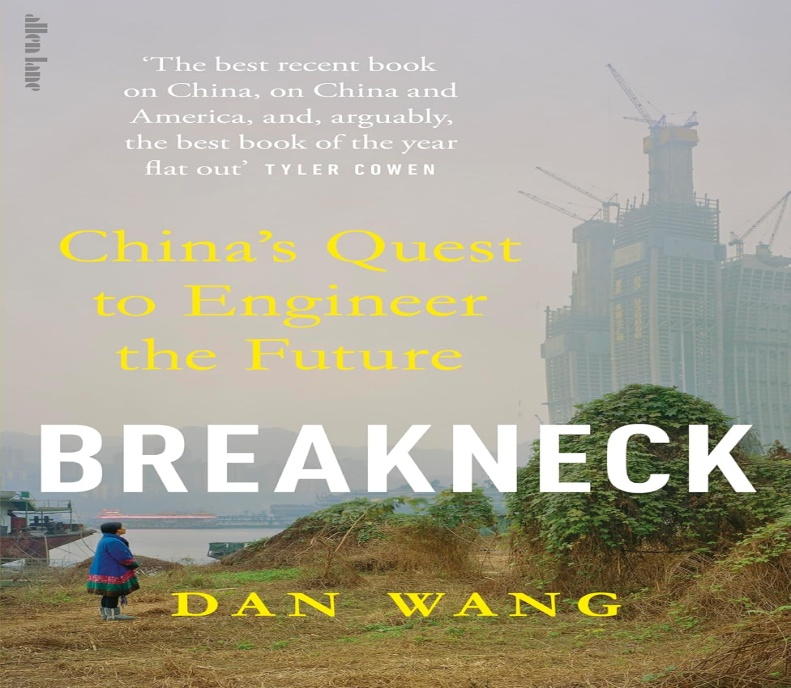 allen lane
‘The best recent book
on China, on China and
America, and, arguably,
the best book of the year
flat out’ TYLER COWEN
China’s Quest
to Engineer
the Future
BREAKNECK
DAN WANG